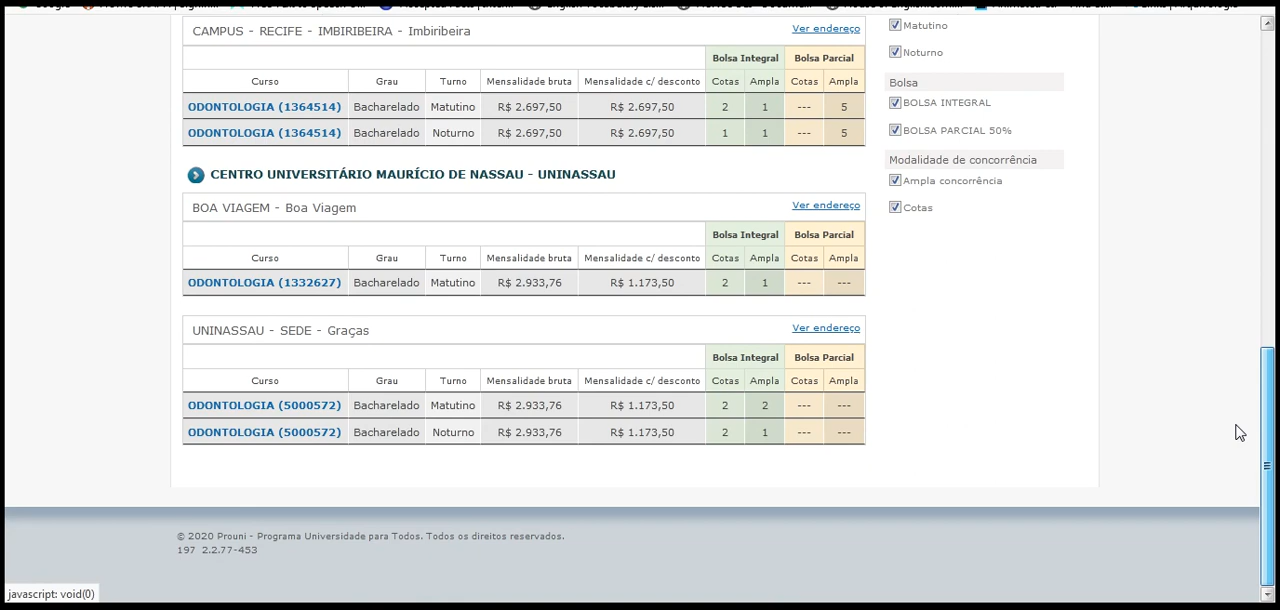 Google
CAMPUS - RECIFE - IMBIRIBEIRA - Imbiribeira Ver endereço
Bolsa Integral Bolsa Parcial
Curso Grau Turno Mensalidade bruta Mensalidade c/ desconto Cotas Ampla Cotas Ampla
ODONTOLOGIA (1364514) Bacharelado Matutino R$ 2.697,50 R$ 2.697,50 2 1 --- 5
ODONTOLOGIA (1364514) Bacharelado Noturno R$ 2.697,50 R$ 2.697,50 1 1 --- 5
CENTRO UNIVERSITÁRIO MAURÍCIO DE NASSAU - UNINASSAU
BOA VIAGEM - Boa Viagem Ver endereço
Bolsa Integral Bolsa Parcial
Curso Grau Turno Mensalidade bruta Mensalidade c/ desconto Cotas Ampla Cotas Ampla
ODONTOLOGIA (1332627) Bacharelado Matutino R$ 2.933,76 R$ 1.173,50 2 1 --- ---
UNINASSAU - SEDE - Graças Ver endereço
Bolsa Integral Bolsa Parcial
Curso Grau Turno Mensalidade bruta Mensalidade c/ desconto Cotas Ampla Cotas Ampla
ODONTOLOGIA (5000572) Bacharelado Matutino R$ 2.933,76 R$ 1.173,50 2 2 --- ---
ODONTOLOGIA (5000572) Bacharelado Noturno R$ 2.933,76 R$ 1.173,50 2 1 --- ---
Matutino
Noturno
Bolsa
BOLSA INTEGRAL
BOLSA PARCIAL 50%
Modalidade de concorrência
Ampla concorrência
Cotas
© 2020 Prouni - Programa Universidade para Todos. Todos os direitos reservados.
197 2.2.77-453
javascript: void(0)